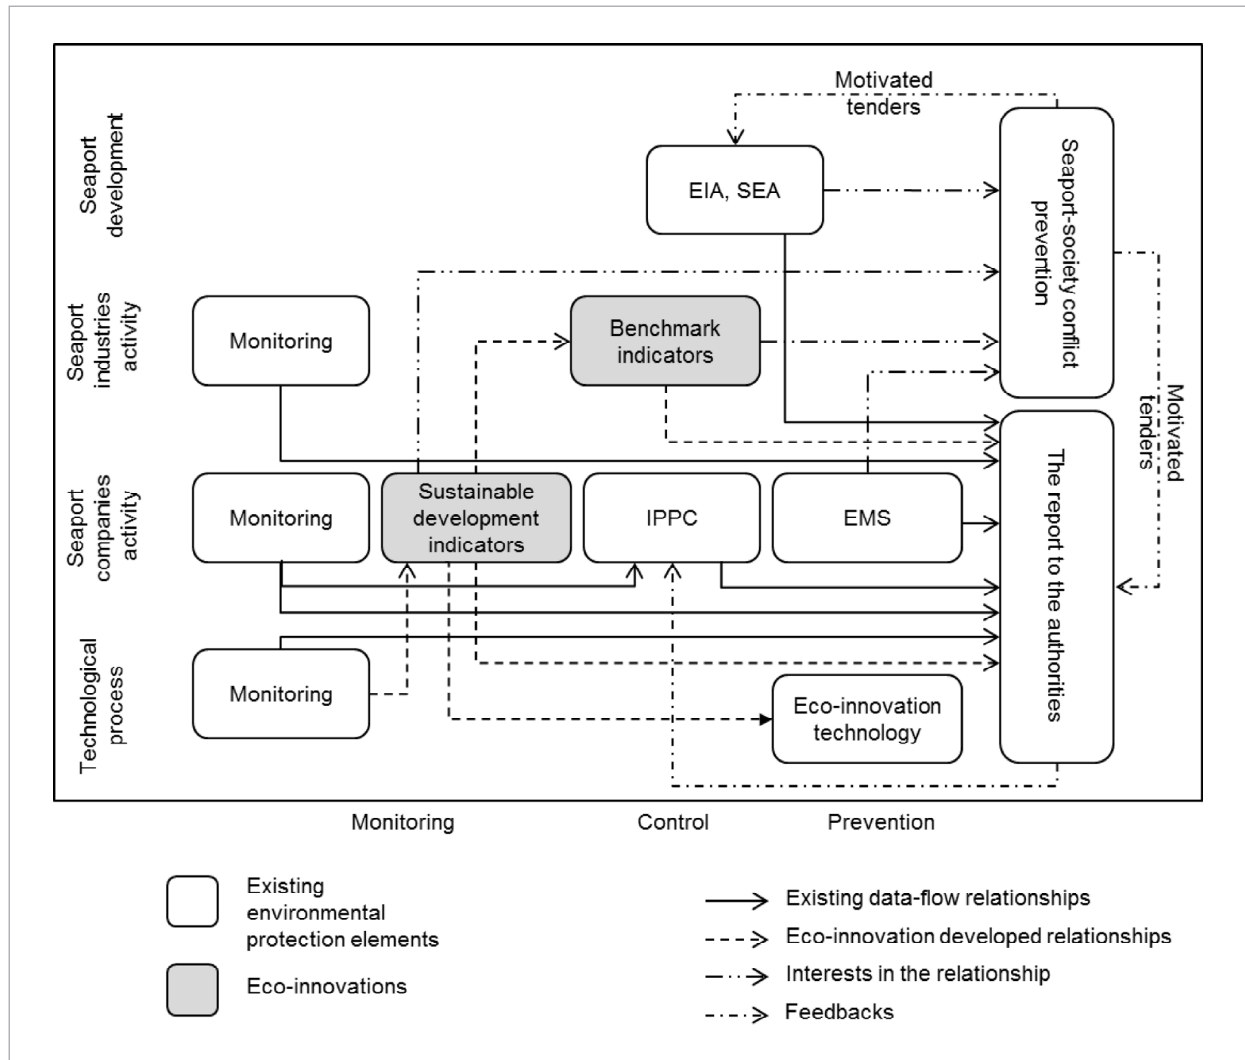 Motivated
tenders
Seaport
development
EIA, SEA
Seaport-society conflict
prevention
Seaport
industries
activity
Monitoring
Benchmark
indicators
Motivated
tenders
Seaport
companies
activity
Monitoring
Sustainable
development
indicators
IPPC
EMS
The report to the authorities
Technological
process
Monitoring
Eco-innovation
technology
Monitoring
Control
Prevention
Existing
environmental
protection elements
Eco-innovations
Existing data-flow relationships
Eco-innovation developed relationships
Interests in the relationship
Feedbacks